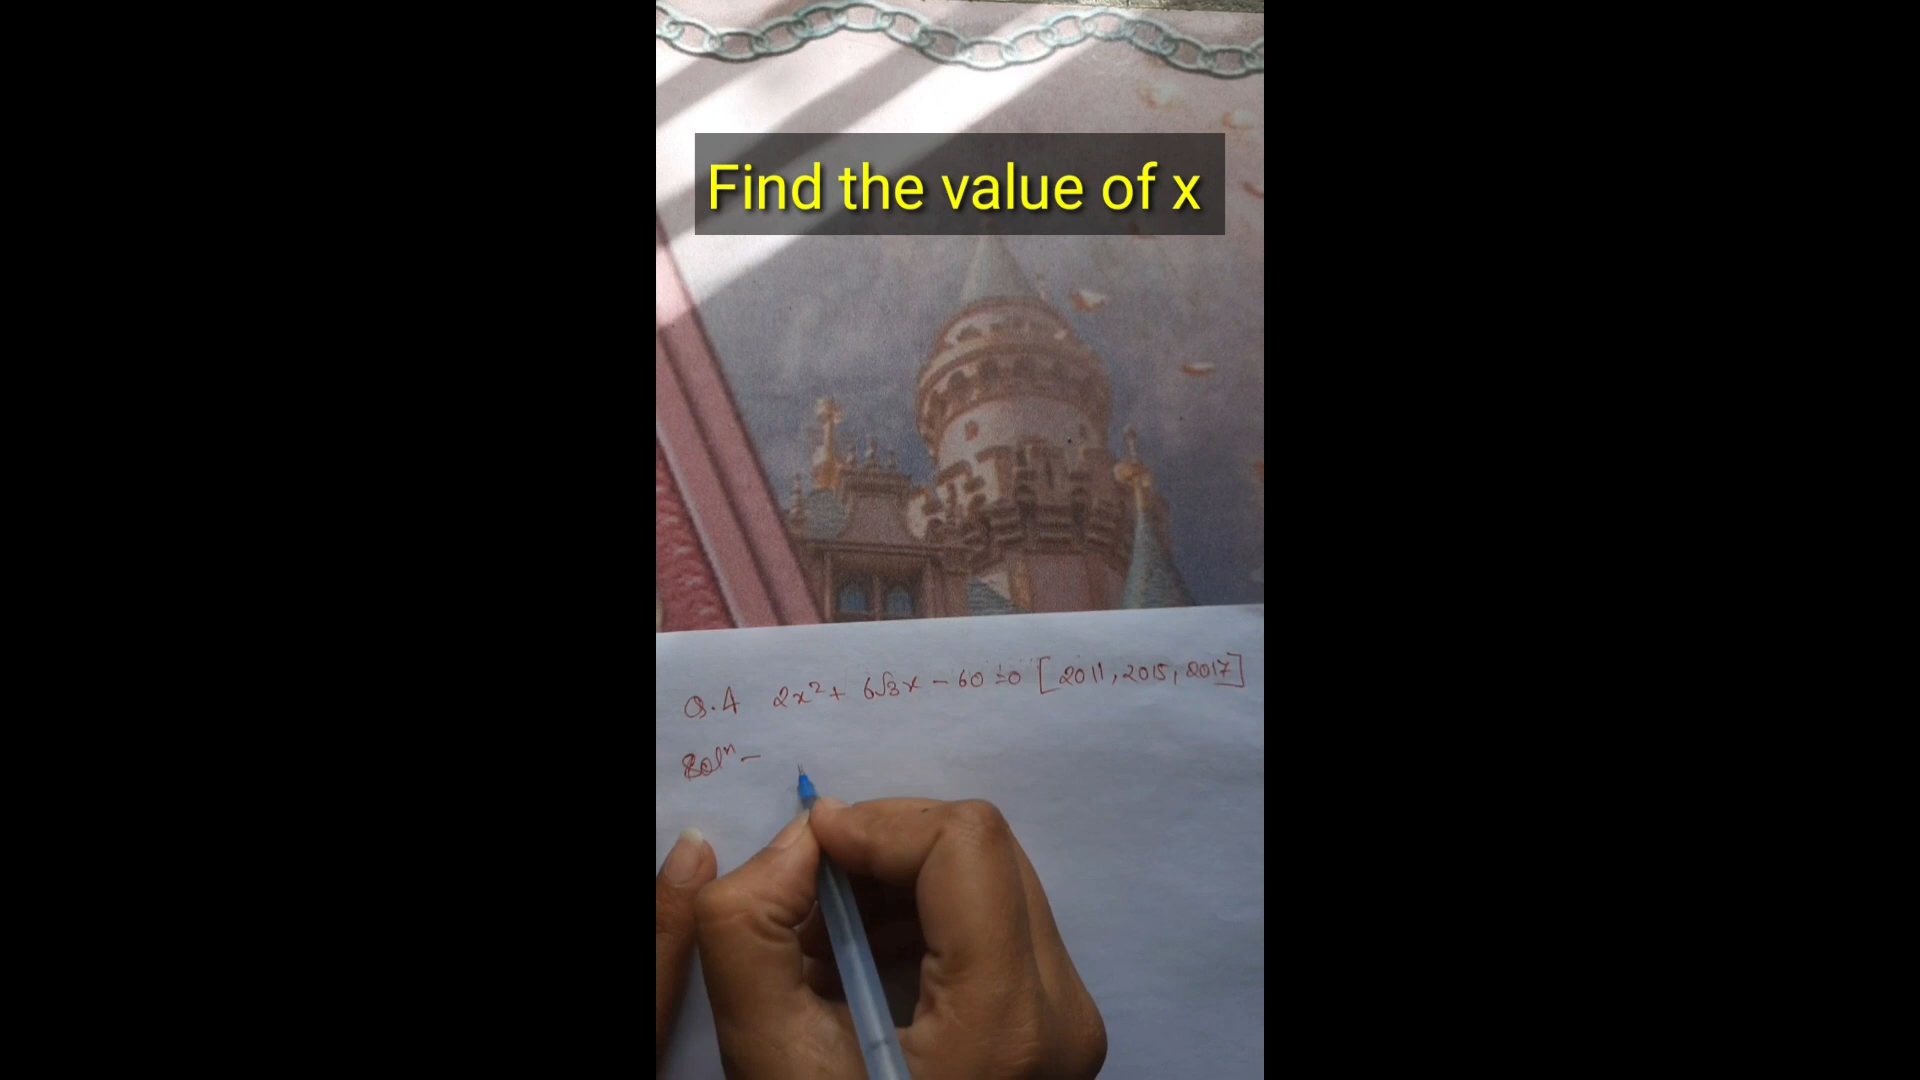 Find the value of x
Q.4 2x²+ 6√3x - 60=0 [2011, 2015, 2017]
Solⁿ -